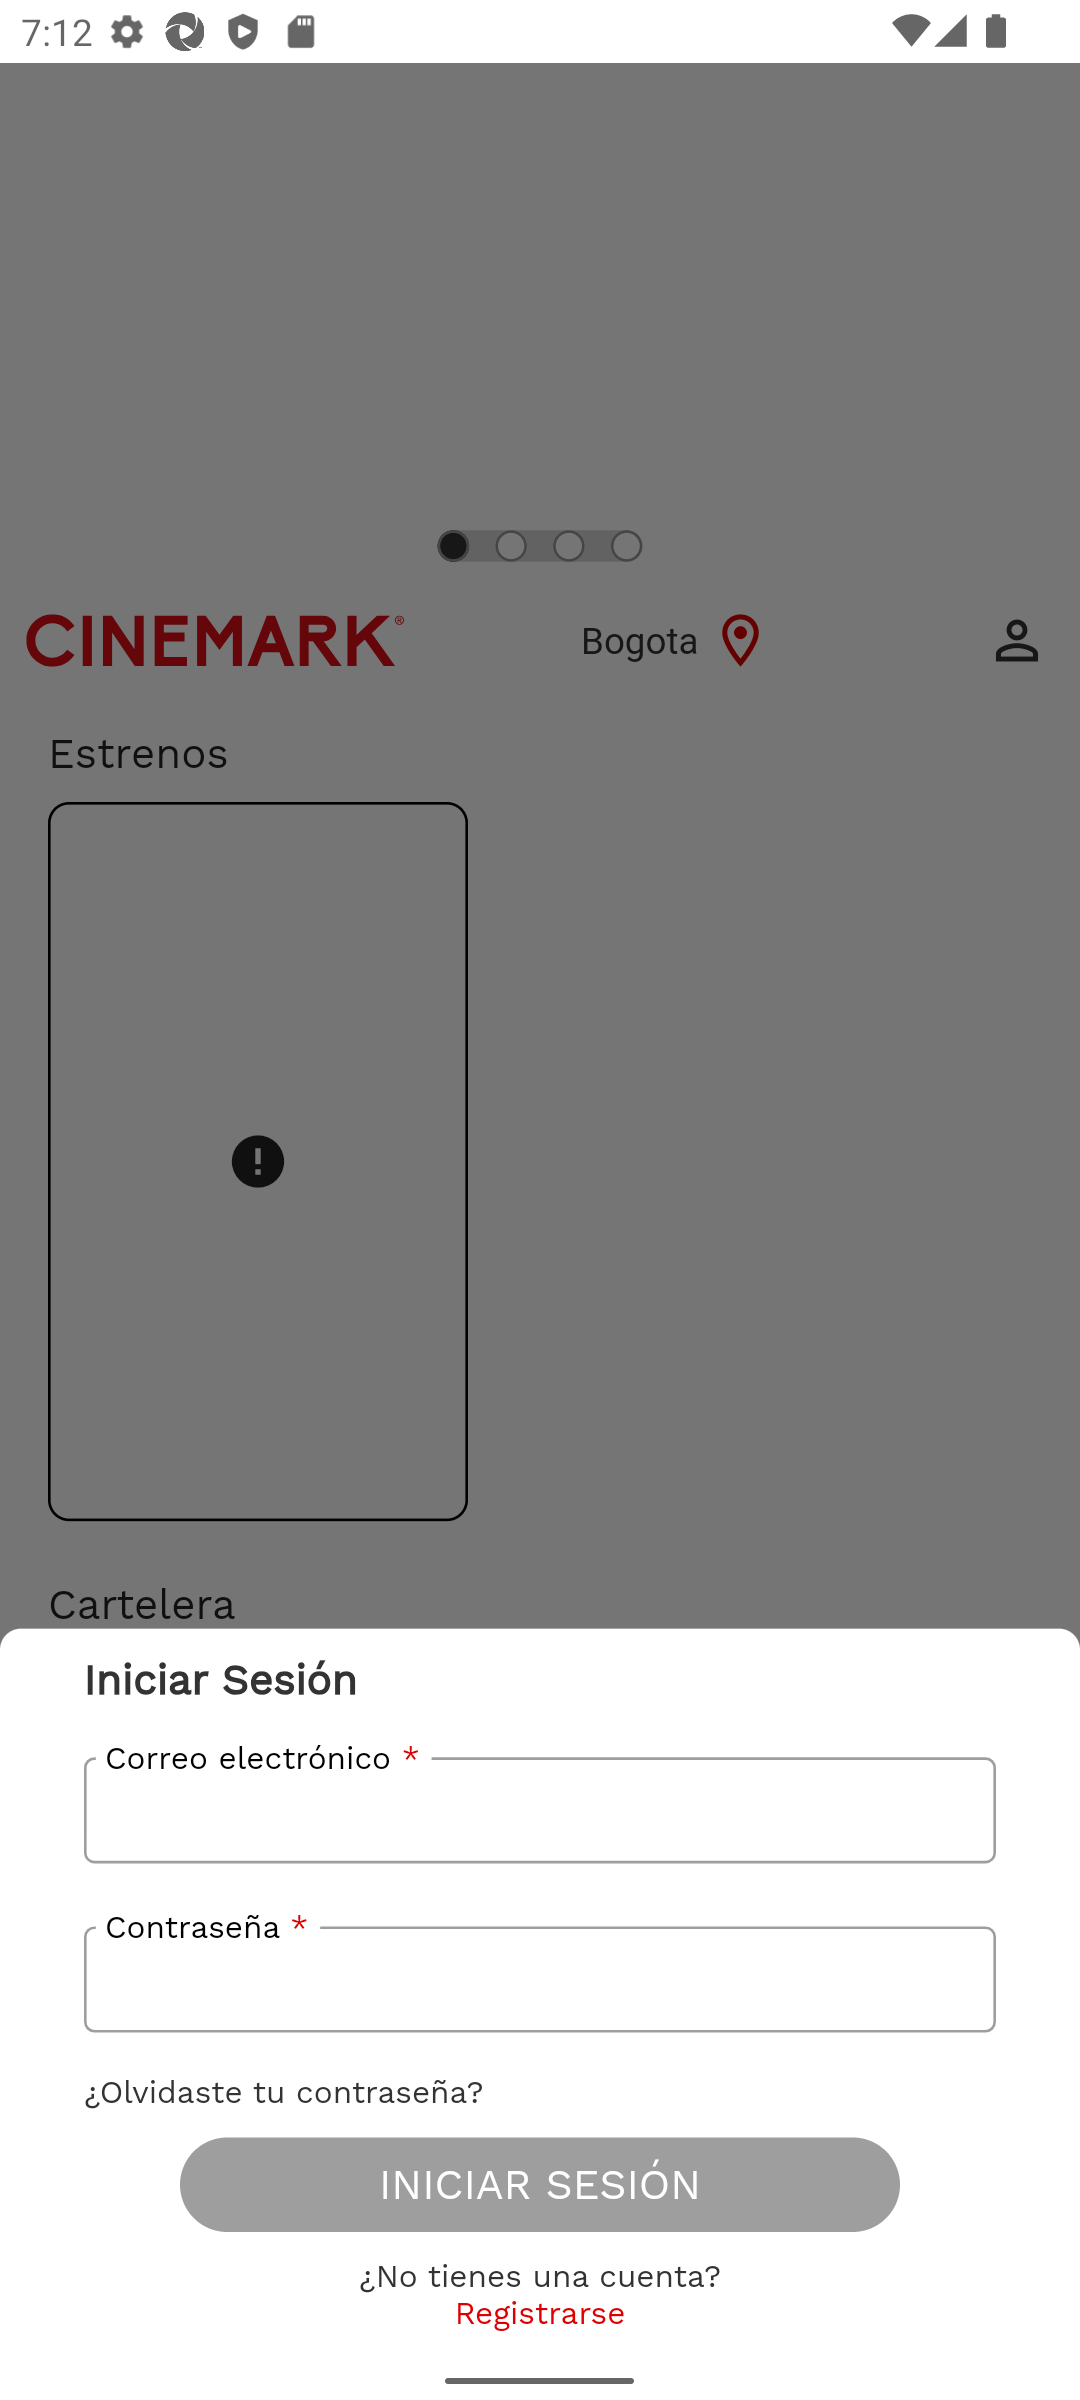 7:12
CINEMARK®
Bogota
Estrenos
Cartelera
Iniciar Sesión
Correo electrónico *
Contraseña *
¿Olvidaste tu contraseña?
INICIAR SESIÓN
¿No tienes una cuenta?
Registrarse